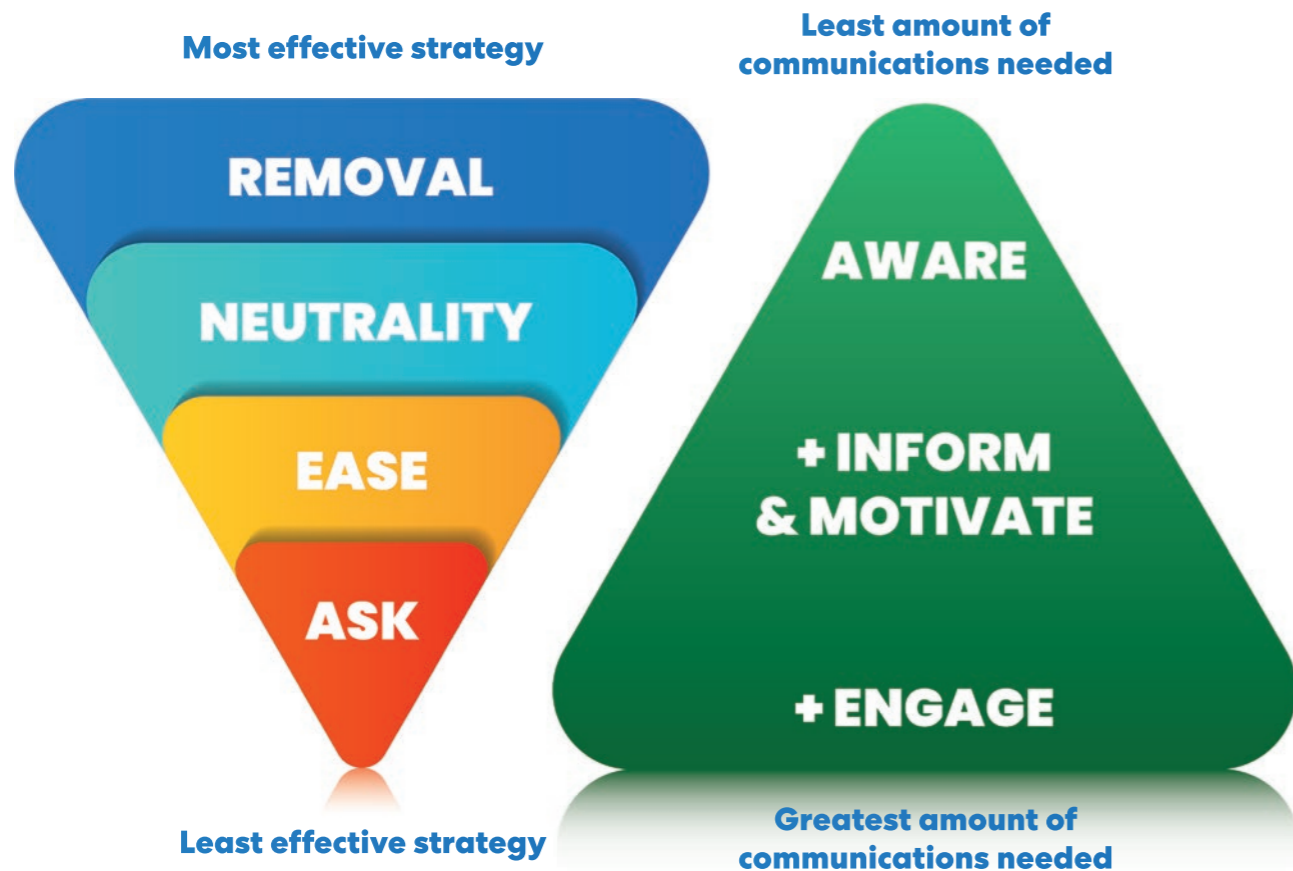 Most effective strategy
Least amount of
communications needed
REMOVAL
NEUTRALITY
EASE
ASK
AWARE
+ INFORM
& MOTIVATE
+ ENGAGE
Least effective strategy
Greatest amount of
communications needed